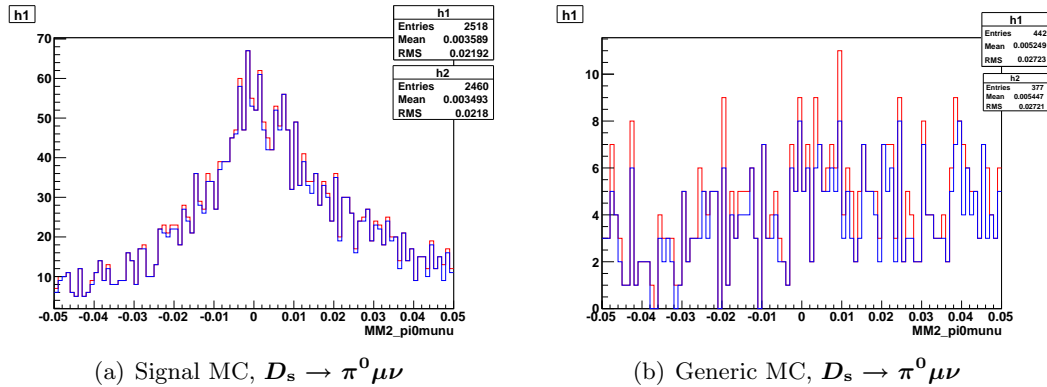 h1
h1
Entries 2518
Mean 0.003589
RMS 0.02192
h2
Entries 2460
Mean 0.003493
RMS 0.0218
70
60
50
40
30
20
10
-0.05 -0.04 -0.03 -0.02 -0.01 0 0.01 0.02 0.03 0.04 0.05
MM2_pi0munu
(a) Signal MC, D_s → π⁰μν
h1
h1
Entries 442
Mean 0.005249
RMS 0.02723
h2
Entries 377
Mean 0.005447
RMS 0.02721
10
8
6
4
2
0
-0.05 -0.04 -0.03 -0.02 -0.01 0 0.01 0.02 0.03 0.04 0.05
MM2_pi0munu
(b) Generic MC, D_s → π⁰μν